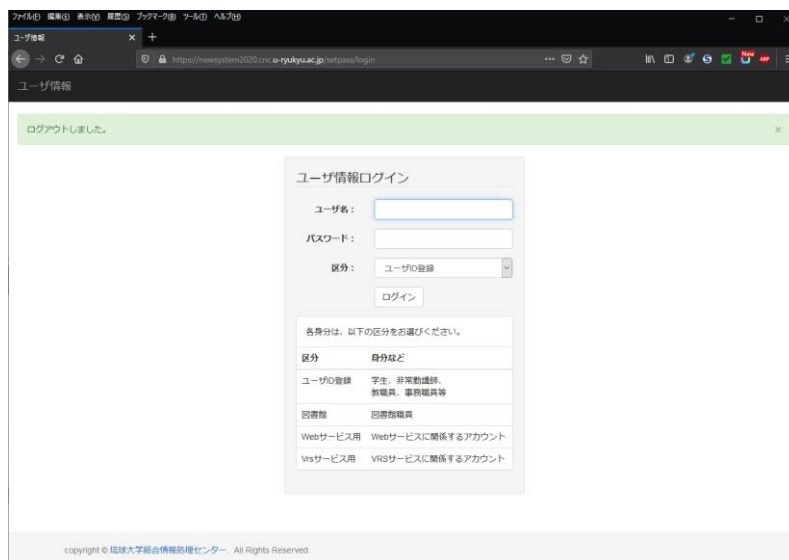 ファイル(F) 編集(E) 表示(V) 履歴(S) ブックマーク(B) ツール(T) ヘルプ(H)
ユーザ情報
https://newsystem2020.cnc.u-ryukyu.ac.jp/setpass/login
New
ABP
ユーザ情報
ログアウトしました。
ユーザ情報ログイン
ユーザ名:
パスワード:
区分: ユーザID登録
ログイン
各身分は、以下の区分をお選びください。
区分 身分など
ユーザID登録 学生、非常勤講師、
教職員、事務職員等
図書館 図書館職員
Webサービス用 Webサービスに関係するアカウント
Vrsサービス用 VRSサービスに関係するアカウント
copyright © 琉球大学総合情報処理センター All Rights Reserved.